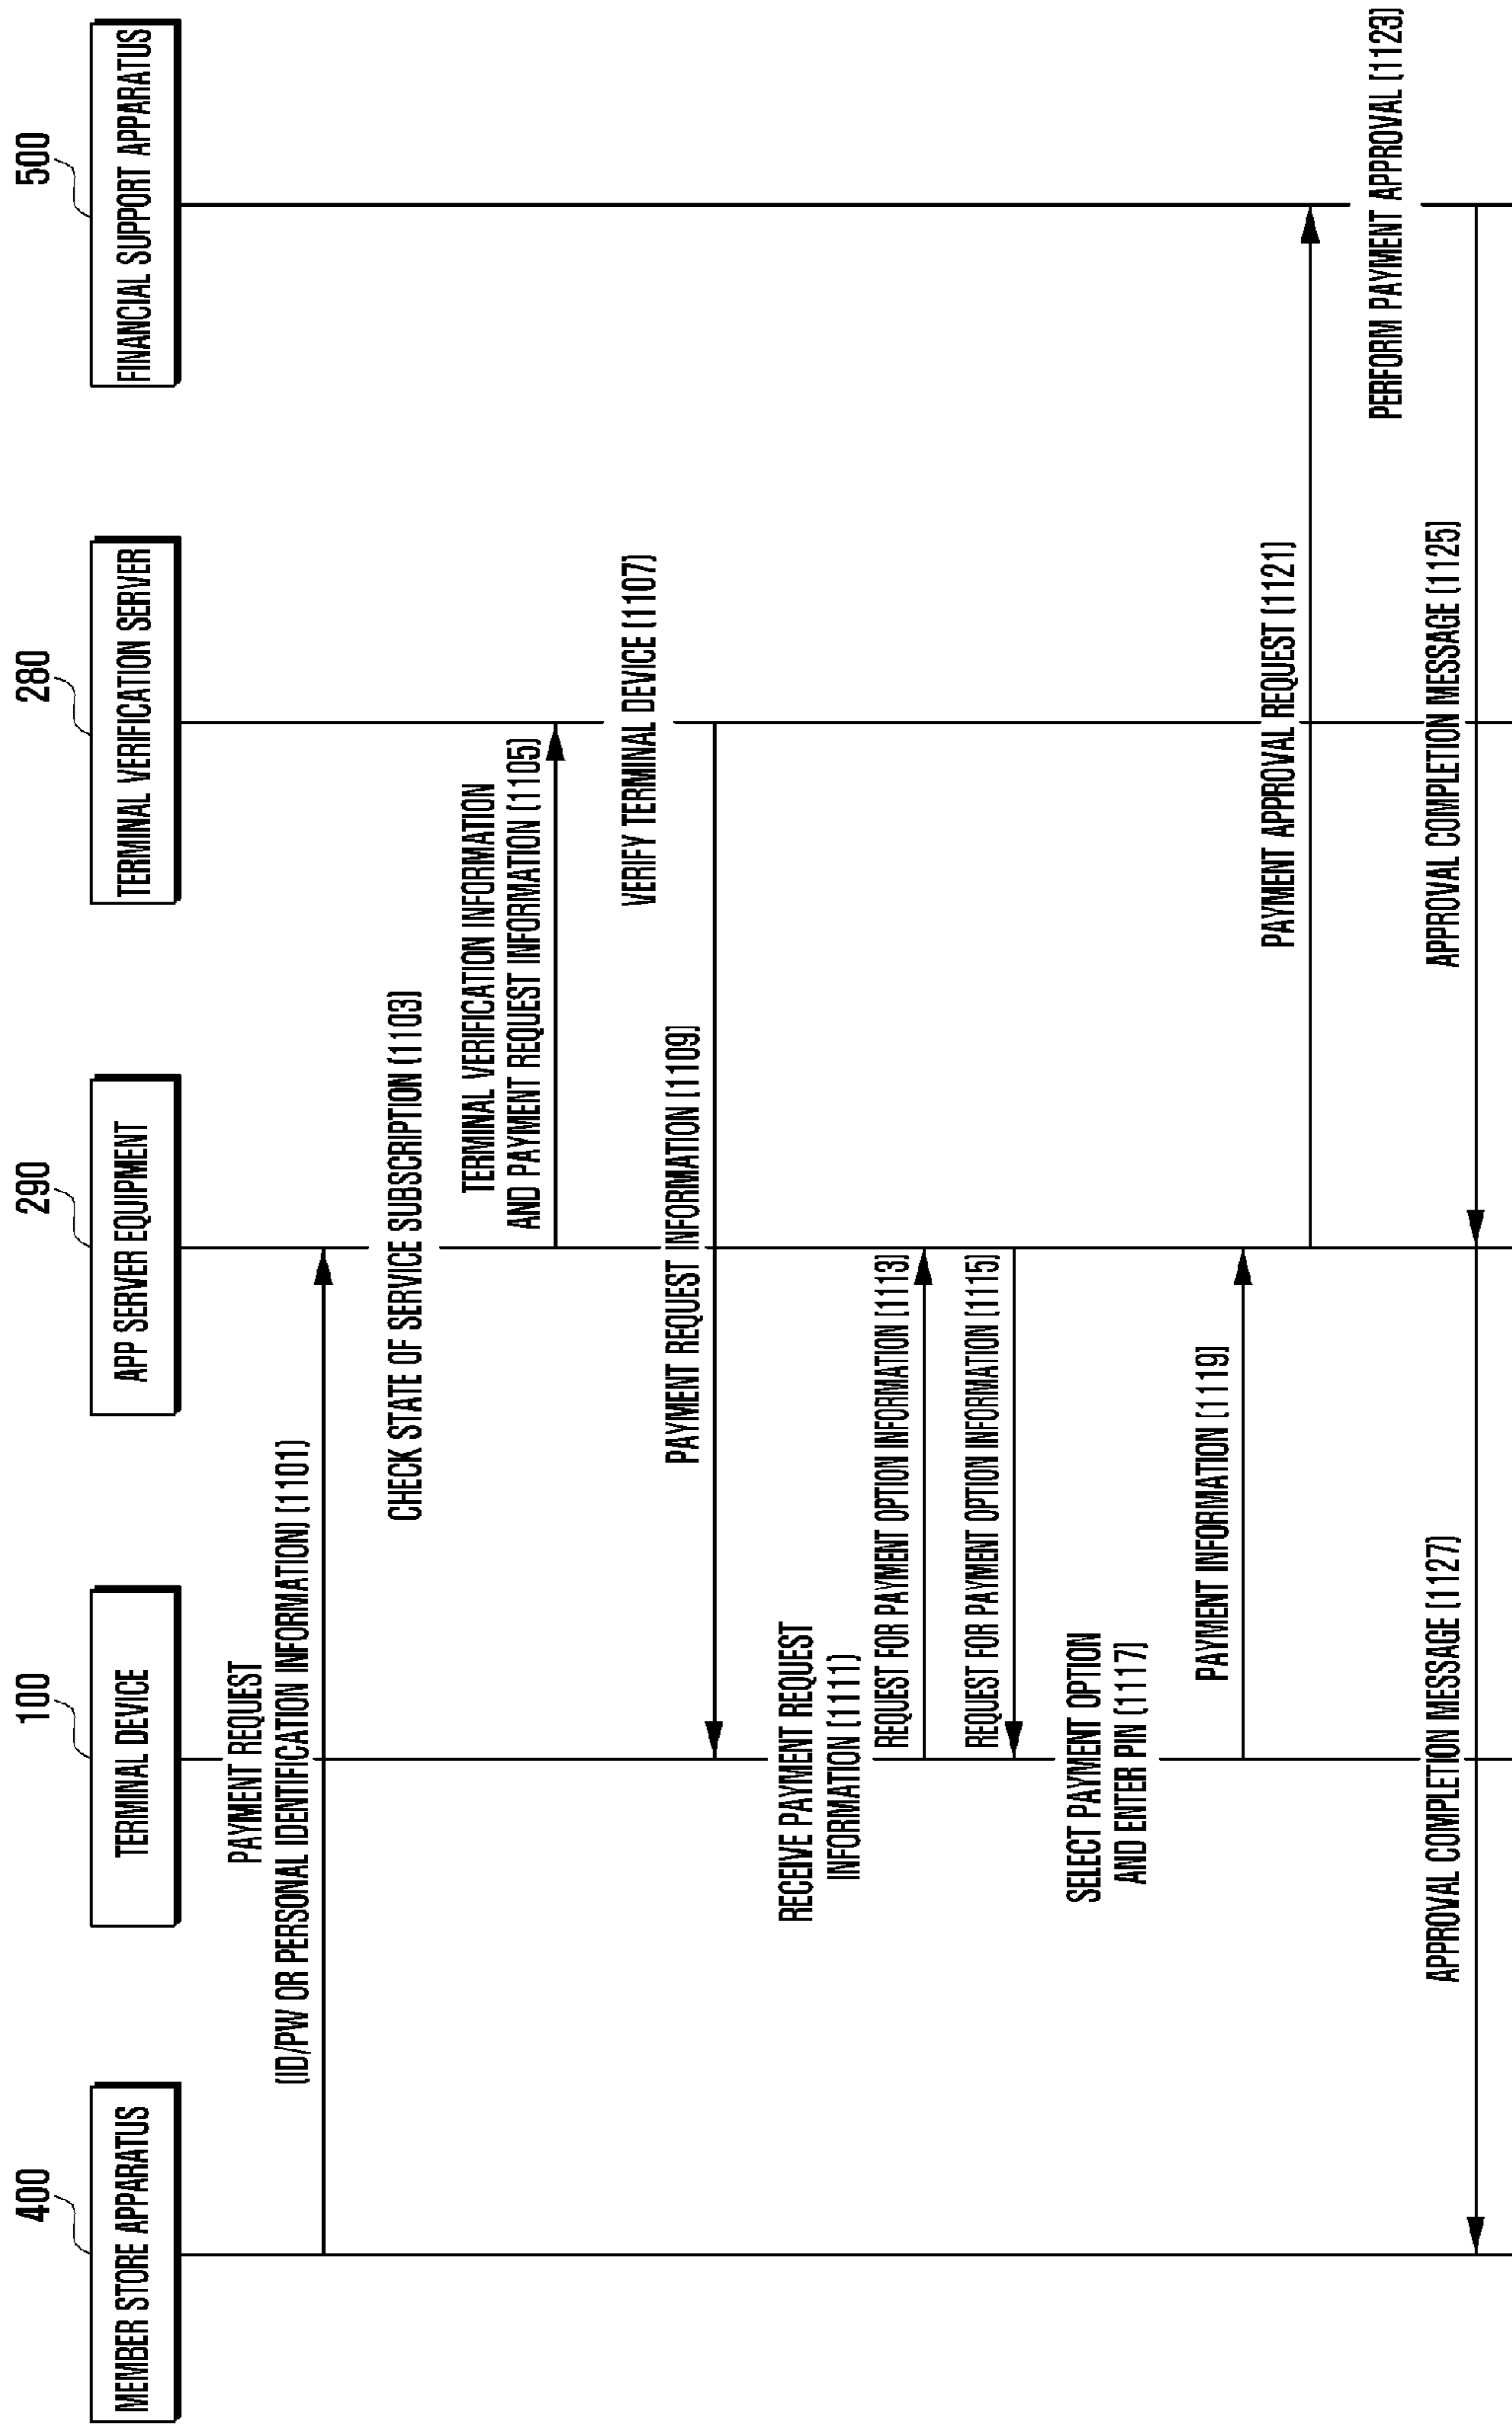 400
MEMBER STORE APPARATUS
100
TERMINAL DEVICE
290
APP SERVER EQUIPMENT
280
TERMINAL VERIFICATION SERVER
500
FINANCIAL SUPPORT APPARATUS
PAYMENT REQUEST
(ID/PW OR PERSONAL IDENTIFICATION INFORMATION) (1101)
CHECK STATE OF SERVICE SUBSCRIPTION (1103)
TERMINAL VERIFICATION INFORMATION
AND PAYMENT REQUEST INFORMATION (1105)
VERIFY TERMINAL DEVICE (1107)
PAYMENT REQUEST INFORMATION (1109)
RECEIVE PAYMENT REQUEST
INFORMATION (1111)
REQUEST FOR PAYMENT OPTION INFORMATION (1113)
REQUEST FOR PAYMENT OPTION INFORMATION (1115)
SELECT PAYMENT OPTION
AND ENTER PIN (1117)
PAYMENT INFORMATION (1119)
PAYMENT APPROVAL REQUEST (1121)
PERFORM PAYMENT APPROVAL (1123)
APPROVAL COMPLETION MESSAGE (1125)
APPROVAL COMPLETION MESSAGE (1127)